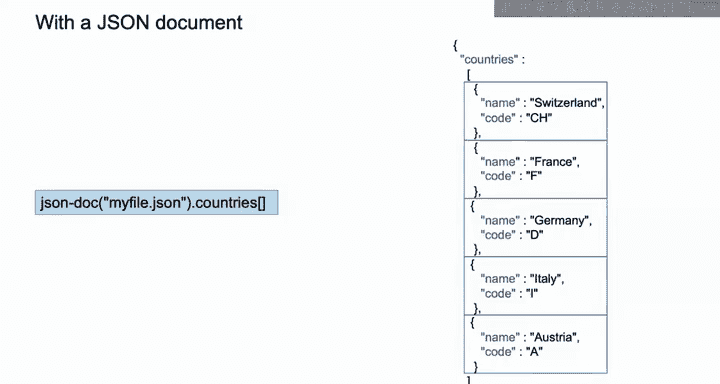 With a JSON document
json-doc("myfile.json").countries[]
{
"countries" :
[
{
"name" : "Switzerland",
"code" : "CH"
},
{
"name" : "France",
"code" : "F"
},
{
"name" : "Germany",
"code" : "D"
},
{
"name" : "Italy",
"code" : "I"
},
{
"name" : "Austria",
"code" : "A"
}
]